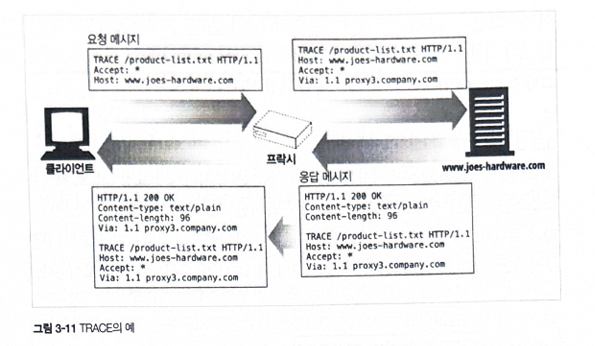 요청 메시지
TRACE /product-list.txt HTTP/1.1
Accept: *
Host: www.joes-hardware.com
TRACE /product-list.txt HTTP/1.1
Host: www.joes-hardware.com
Accept: *
Via: 1.1 proxy3.company.com
클라이언트
프락시
www.joes-hardware.com
응답 메시지
HTTP/1.1 200 OK
Content-type: text/plain
Content-length: 96
Via: 1.1 proxy3.company.com
TRACE /product-list.txt HTTP/1.1
Host: www.joes-hardware.com
Accept: *
Via: 1.1 proxy3.company.com
HTTP/1.1 200 OK
Content-type: text/plain
Content-length: 96
TRACE /product-list.txt HTTP/1.1
Host: www.joes-hardware.com
Accept: *
Via: 1.1 proxy3.company.com
그림 3-11 TRACE의 예